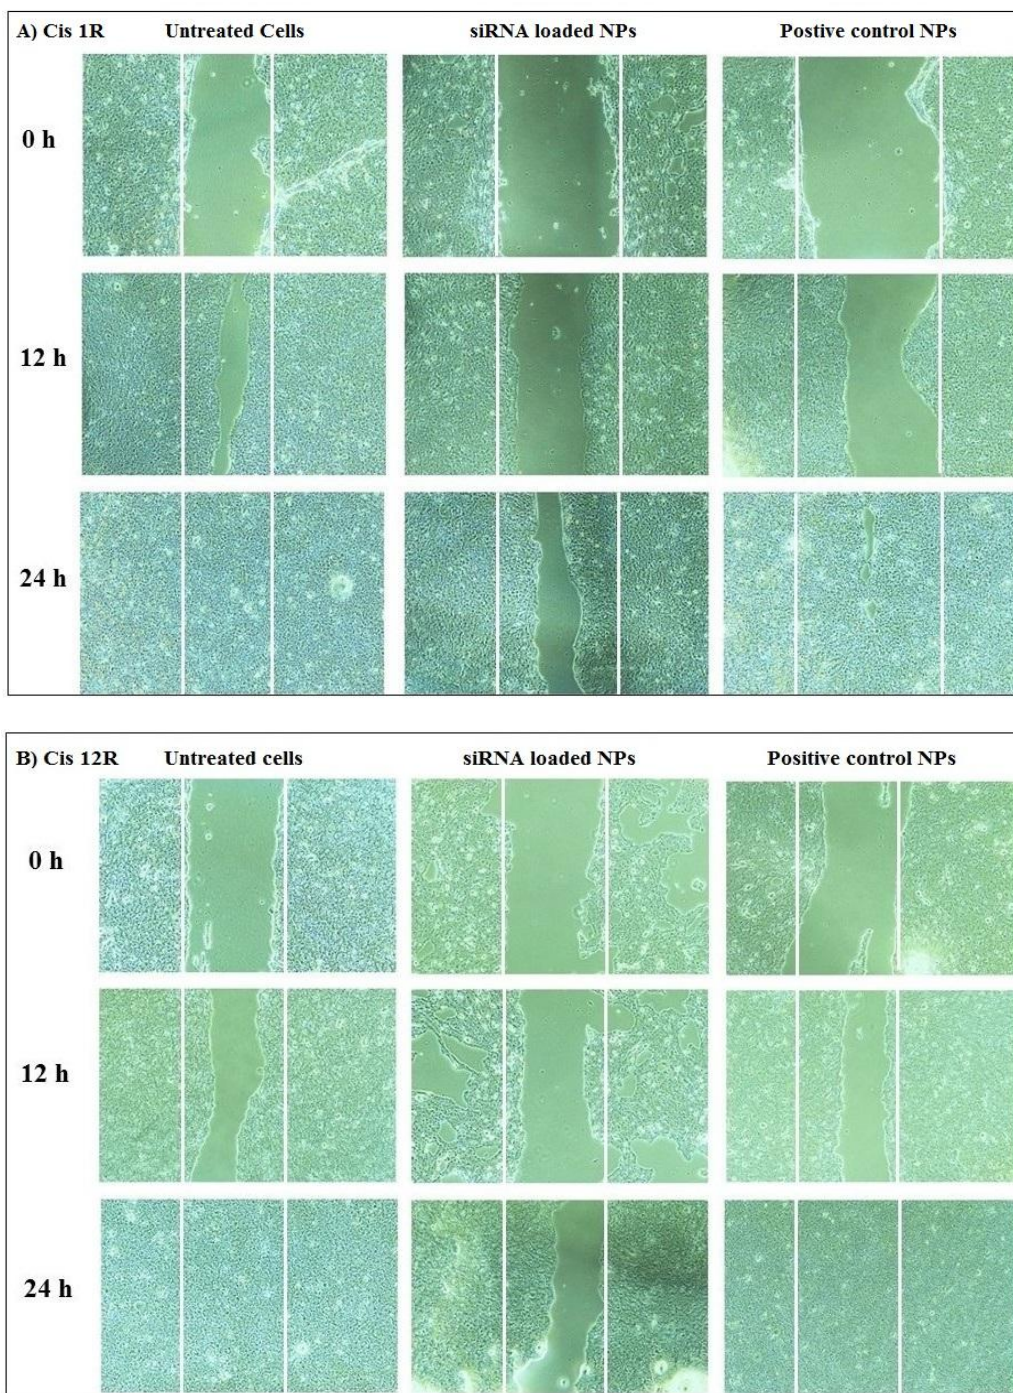 A) Cis 1R Untreated Cells siRNA loaded NPs Postive control NPs
0 h
12 h
24 h
B) Cis 12R Untreated cells siRNA loaded NPs Positive control NPs
0 h
12 h
24 h